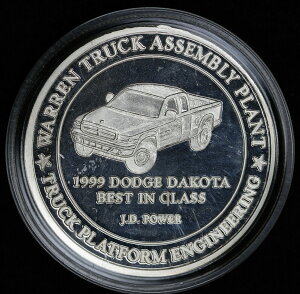 ★ WARREN TRUCK ASSEMBLY PLANT ★
1999 DODGE DAKOTA
BEST IN CLASS
J.D. POWER
TRUCK PLATFORM ENGINEERING